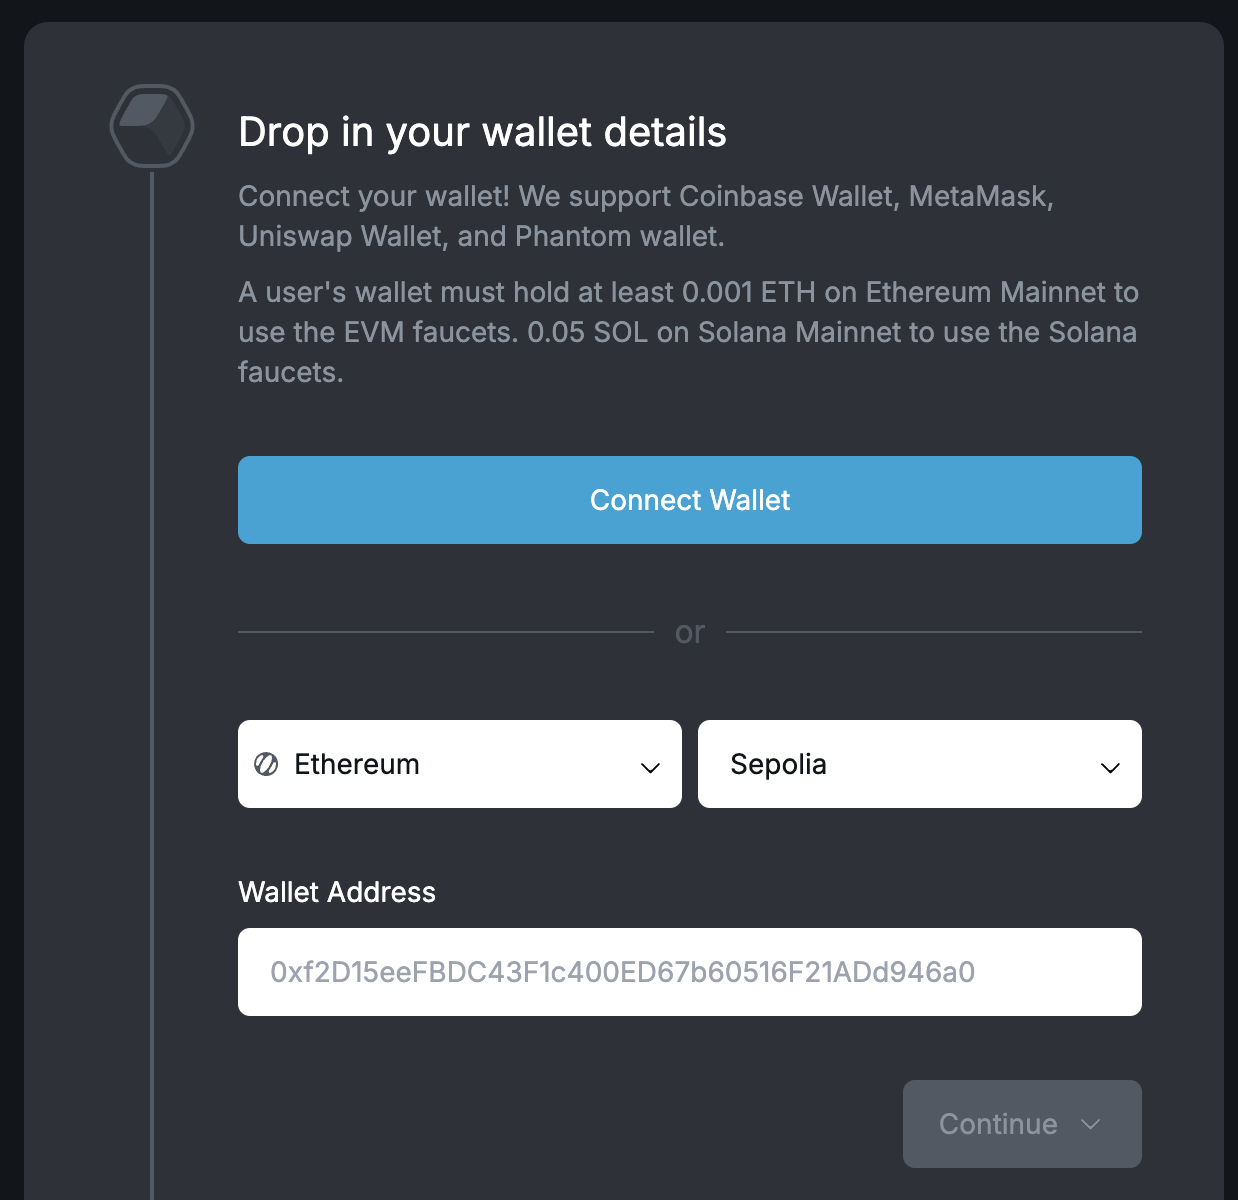 Drop in your wallet details
Connect your wallet! We support Coinbase Wallet, MetaMask,
Uniswap Wallet, and Phantom wallet.
A user's wallet must hold at least 0.001 ETH on Ethereum Mainnet to
use the EVM faucets. 0.05 SOL on Solana Mainnet to use the Solana
faucets.
Connect Wallet
or
Ethereum
Sepolia
Wallet Address
0xf2D15eeFBDC43F1c400ED67b60516F21ADd946a0
Continue